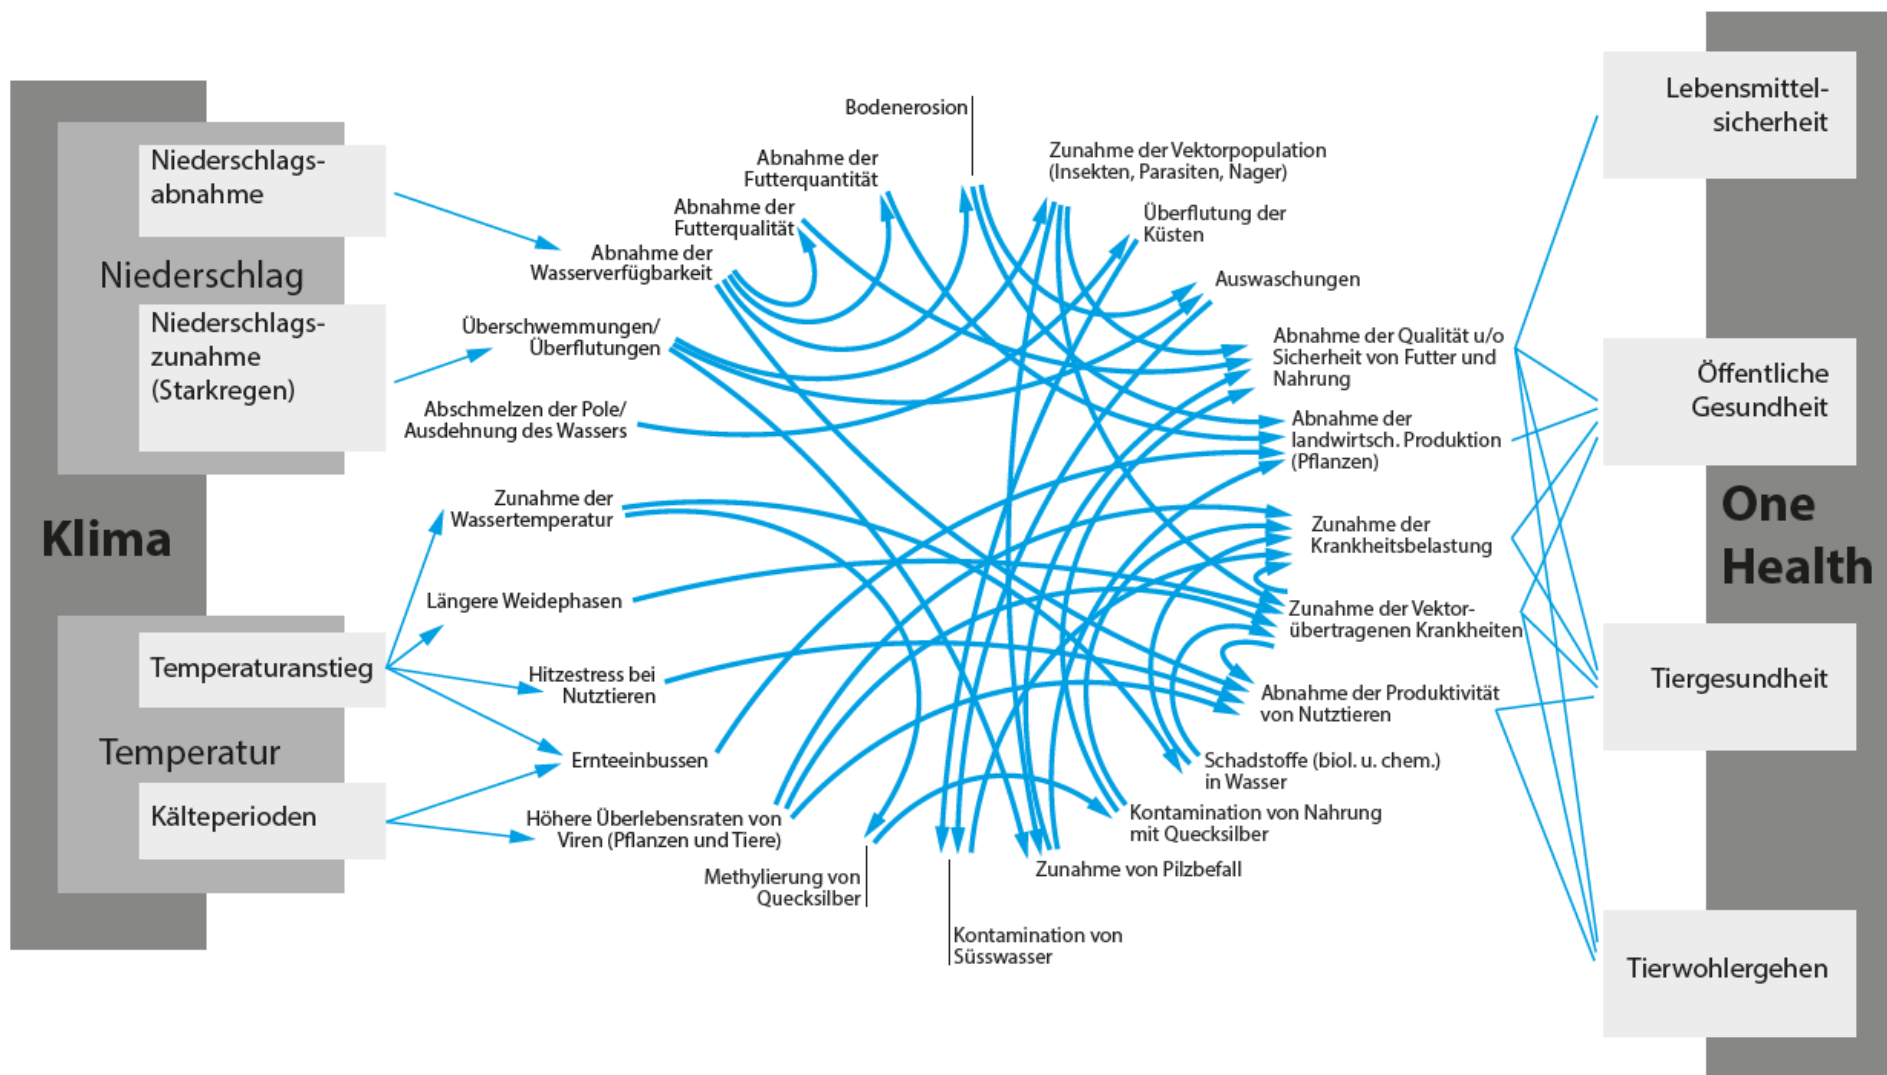 Klima
Niederschlag
Niederschlags-
abnahme
Niederschlags-
zunahme
(Starkregen)
Temperatur
Temperaturanstieg
Kälteperioden
Bodenerosion
Abnahme der
Futterquantität
Abnahme der
Futterqualität
Abnahme der
Wasserverfügbarkeit
Überschwemmungen/
Überflutungen
Abschmelzen der Pole/
Ausdehnung des Wassers
Zunahme der
Wassertemperatur
Längere Weidephasen
Hitzestress bei
Nutztieren
Ernteeinbussen
Höhere Überlebensraten von
Viren (Pflanzen und Tiere)
Methylierung von
Quecksilber
Kontamination von
Süsswasser
Zunahme von Pilzbefall
Kontamination von Nahrung
mit Quecksilber
Schadstoffe (biol. u. chem.)
in Wasser
Abnahme der Produktivität
von Nutztieren
Zunahme der Vektor-
übertragenen Krankheiten
Zunahme der
Krankheitsbelastung
Abnahme der
landwirtsch. Produktion
(Pflanzen)
Abnahme der Qualität u/o
Sicherheit von Futter und
Nahrung
Auswaschungen
Überflutung der
Küsten
Zunahme der Vektorpopulation
(Insekten, Parasiten, Nager)
Lebensmittel-
sicherheit
Öffentliche
Gesundheit
One
Health
Tiergesundheit
Tierwohlergehen